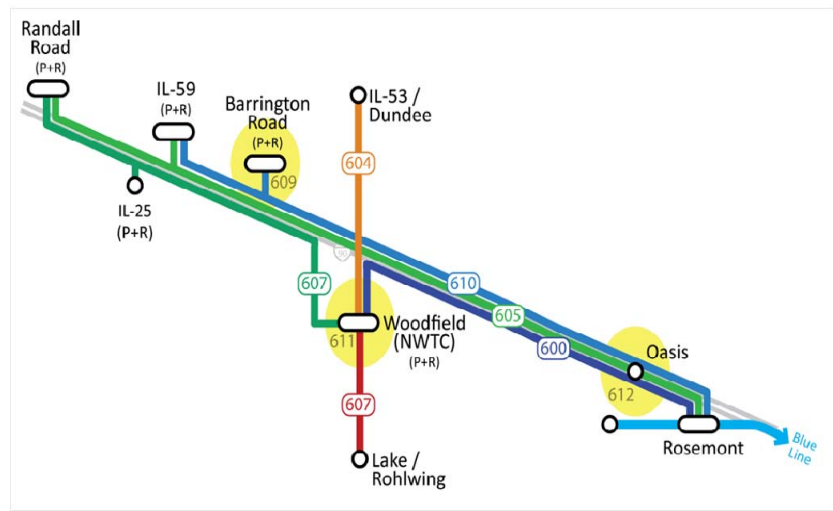 Randall
Road
(P+R)
IL-59
(P+R)
Barrington
Road
(P+R)
609
IL-53 /
Dundee
604
IL-25
(P+R)
90
607
610
605
600
611
Woodfield
(NWTC)
(P+R)
Oasis
612
607
Rosemont
Blue
Line
Lake /
Rohlwing